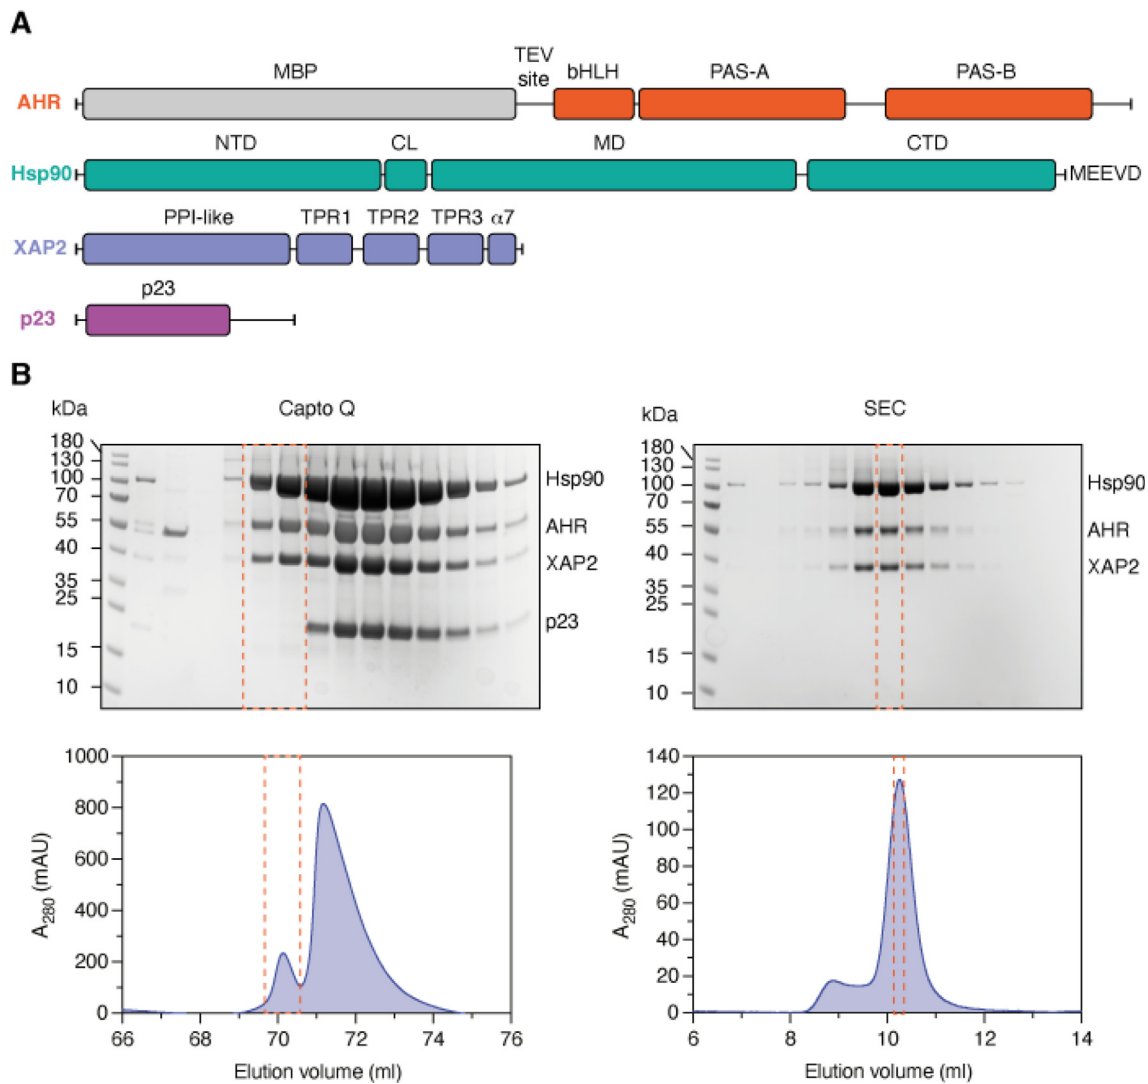 A
MBP
TEV
site
bHLH
PAS-A
PAS-B
AHR
NTD
CL
MD
CTD
Hsp90
MEEVD
PPI-like
TPR1
TPR2
TPR3
α7
XAP2
p23
p23
B
kDa
Capto Q
180
130
100
70
55
40
35
25
15
10
Hsp90
AHR
XAP2
p23
kDa
SEC
180
130
100
70
55
40
35
25
15
10
Hsp90
AHR
XAP2
1000
800
600
400
200
0
A280 (mAU)
66 68 70 72 74 76
Elution volume (ml)
140
120
100
80
60
40
20
0
A280 (mAU)
6 8 10 12 14
Elution volume (ml)